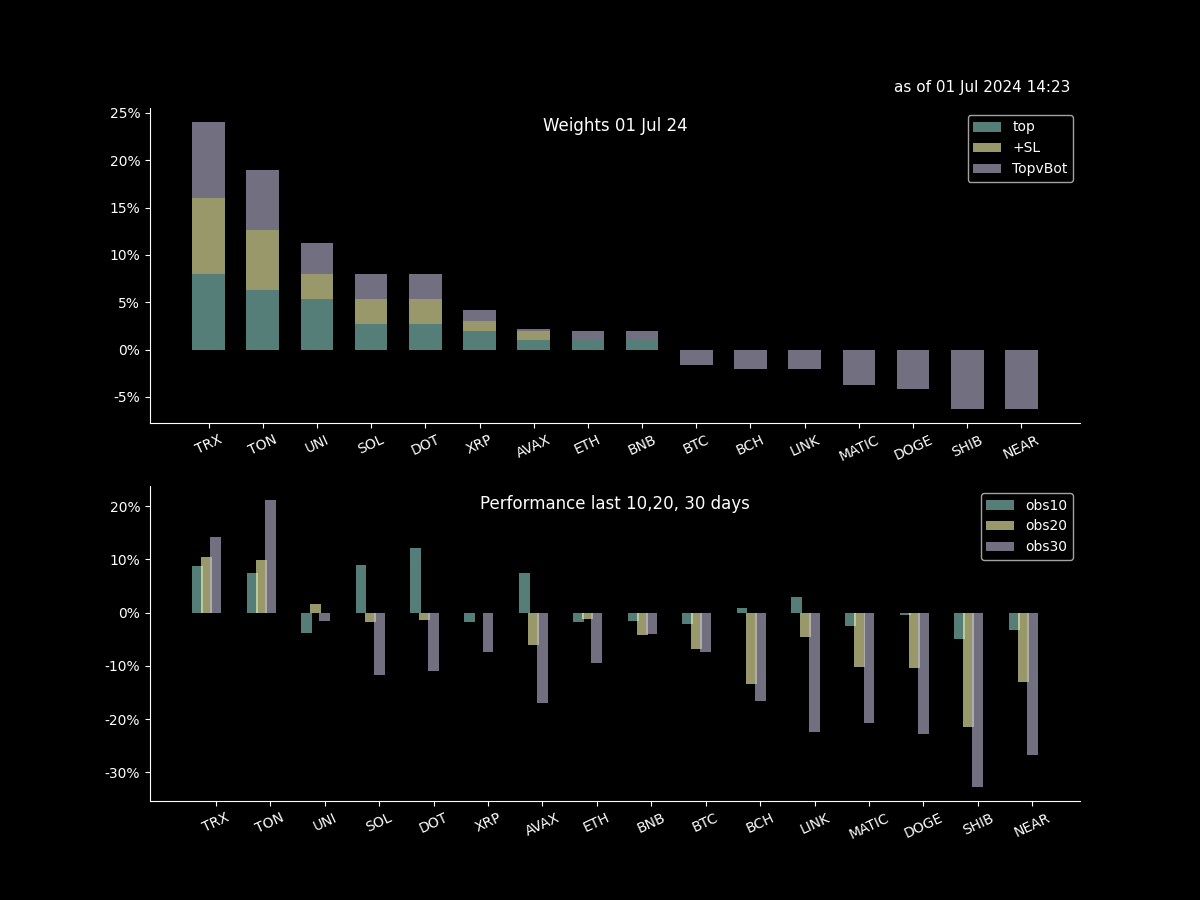 as of 01 Jul 2024 14:23
Weights 01 Jul 24
25%
20%
15%
10%
5%
0%
-5%
top
+SL
TopvBot
TRX TON UNI SOL DOT XRP AVAX ETH BNB BTC BCH LINK MATIC DOGE SHIB NEAR
Performance last 10,20, 30 days
20%
10%
0%
-10%
-20%
-30%
obs10
obs20
obs30
TRX TON UNI SOL DOT XRP AVAX ETH BNB BTC BCH LINK MATIC DOGE SHIB NEAR